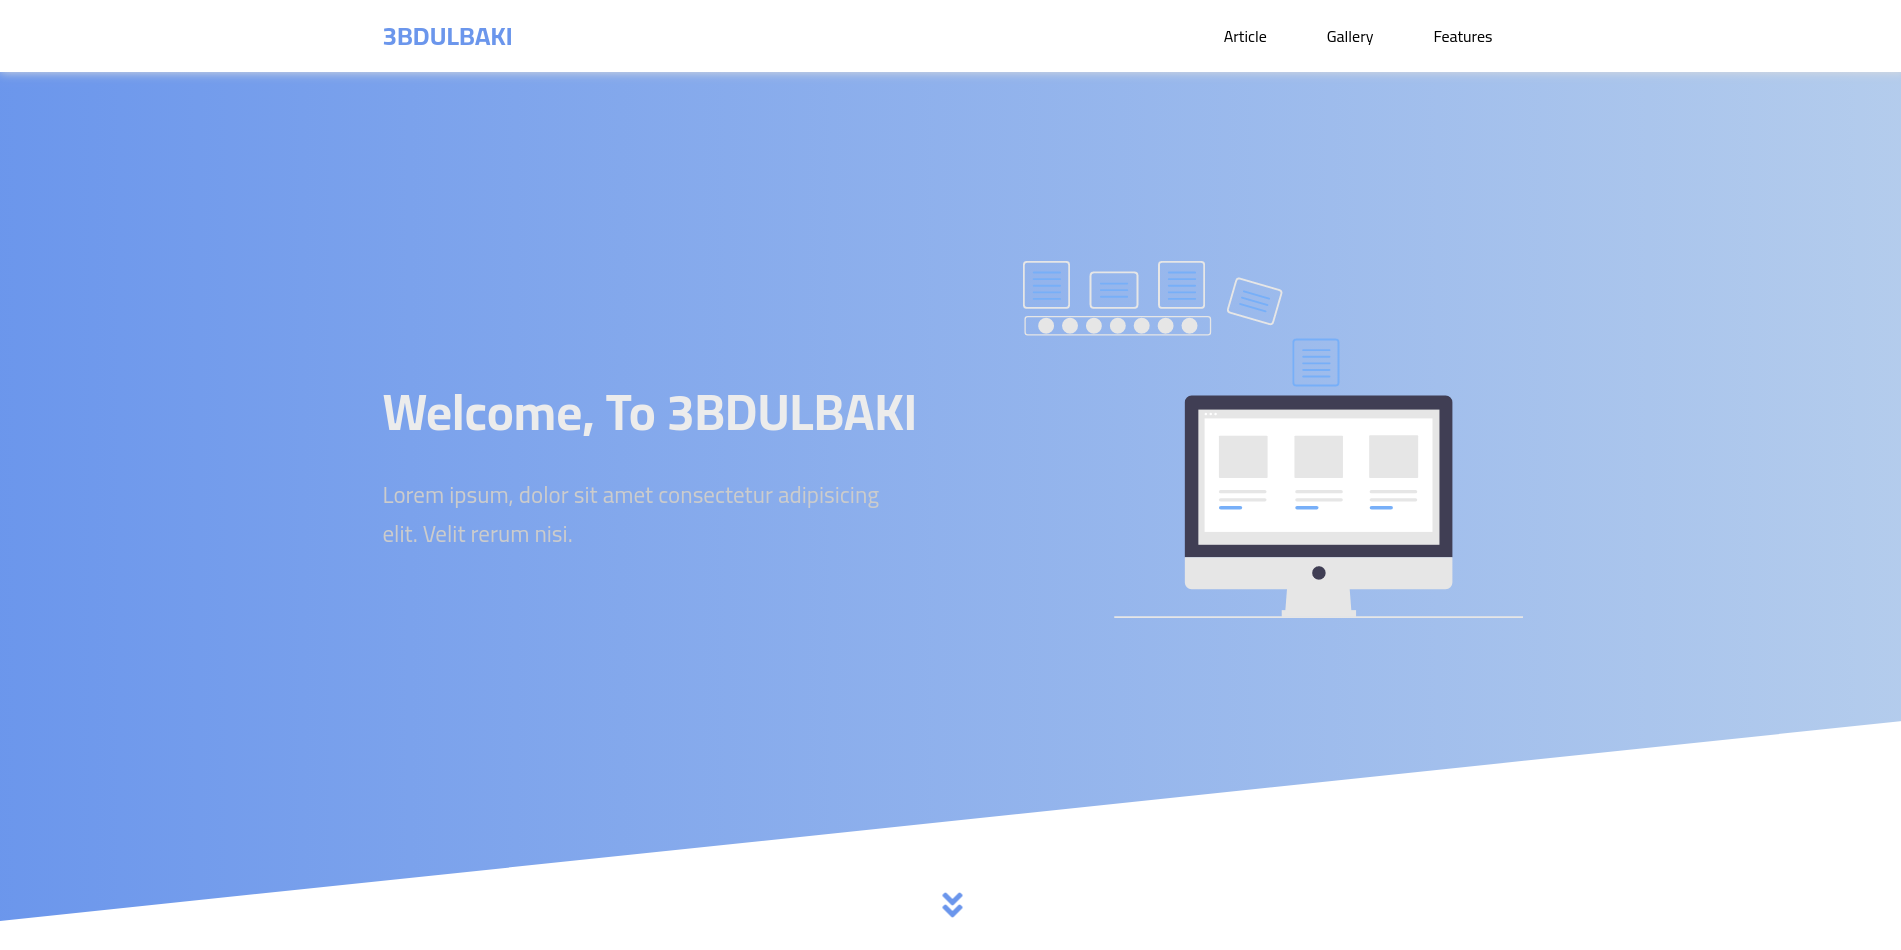 3BDULBAKI
Article
Gallery
Features
Welcome, To 3BDULBAKI
Lorem ipsum, dolor sit amet consectetur adipisicing
elit. Velit rerum nisi.